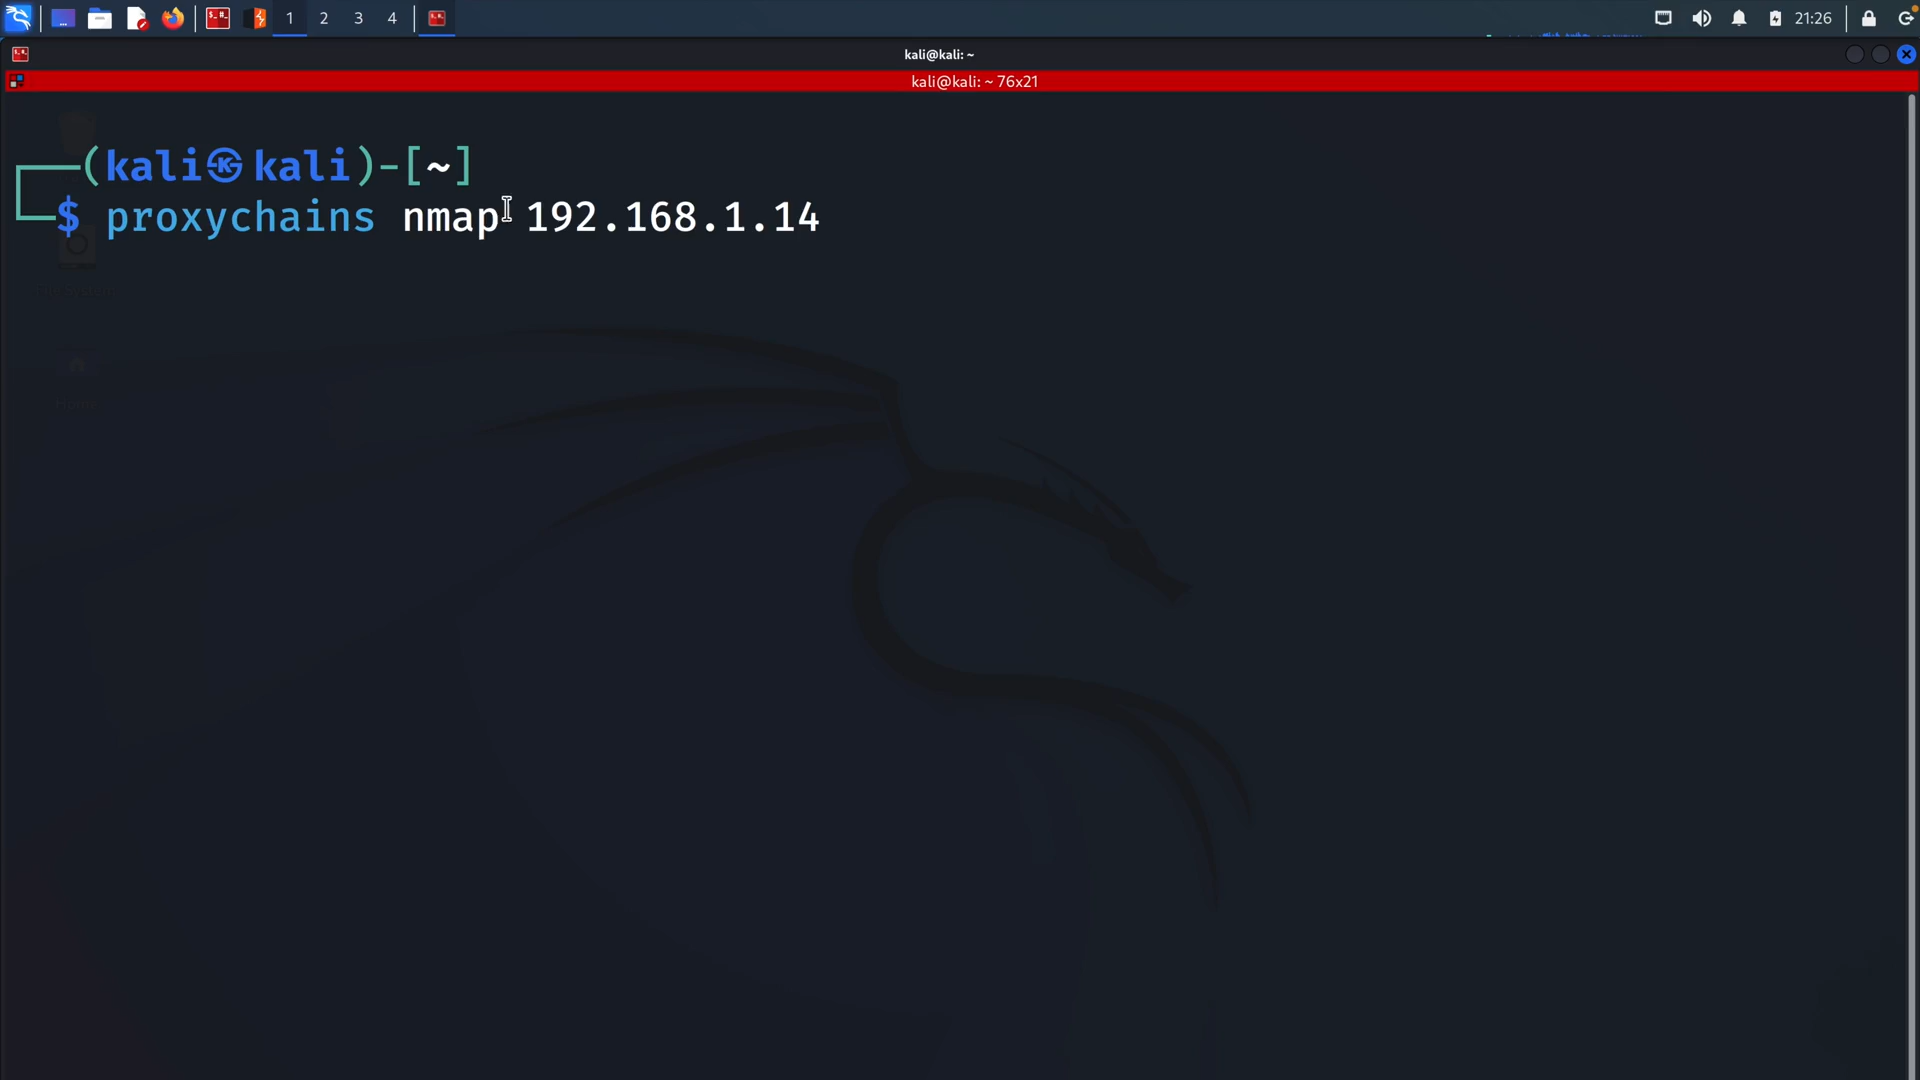 1 2 3 4 21:26
kali@kali: ~
kali@kali: ~ 76x21
(kali㉿kali)-[~]
$ proxychains nmap 192.168.1.14
Home